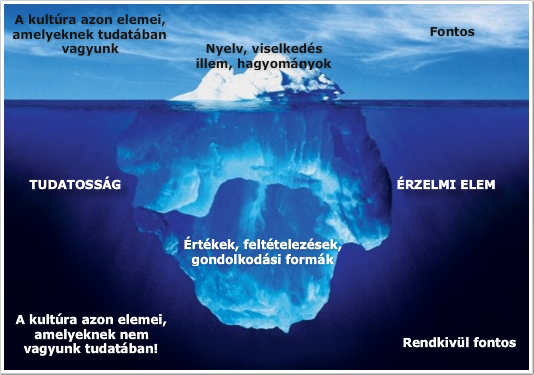 A kultúra azon elemei,
amelyeknek tudatában
vagyunk
Nyelv, viselkedés
illem, hagyományok
Fontos
TUDATOSSÁG
ÉRZELMI ELEM
Értékek, feltételezések,
gondolkodási formák
A kultúra azon elemei,
amelyeknek nem
vagyunk tudatában!
Rendkivül fontos